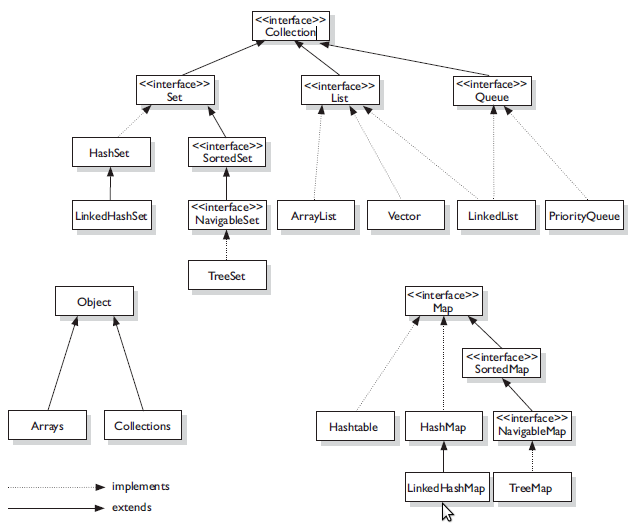 <<interface>>
Collection
<<interface>>
Set
<<interface>>
List
<<interface>>
Queue
HashSet
<<interface>>
SortedSet
LinkedHashSet
<<interface>>
NavigableSet
ArrayList
Vector
LinkedList
PriorityQueue
TreeSet
Object
<<interface>>
Map
<<interface>>
SortedMap
Arrays
Collections
Hashtable
HashMap
<<interface>>
NavigableMap
LinkedHashMap
TreeMap
implements
extends